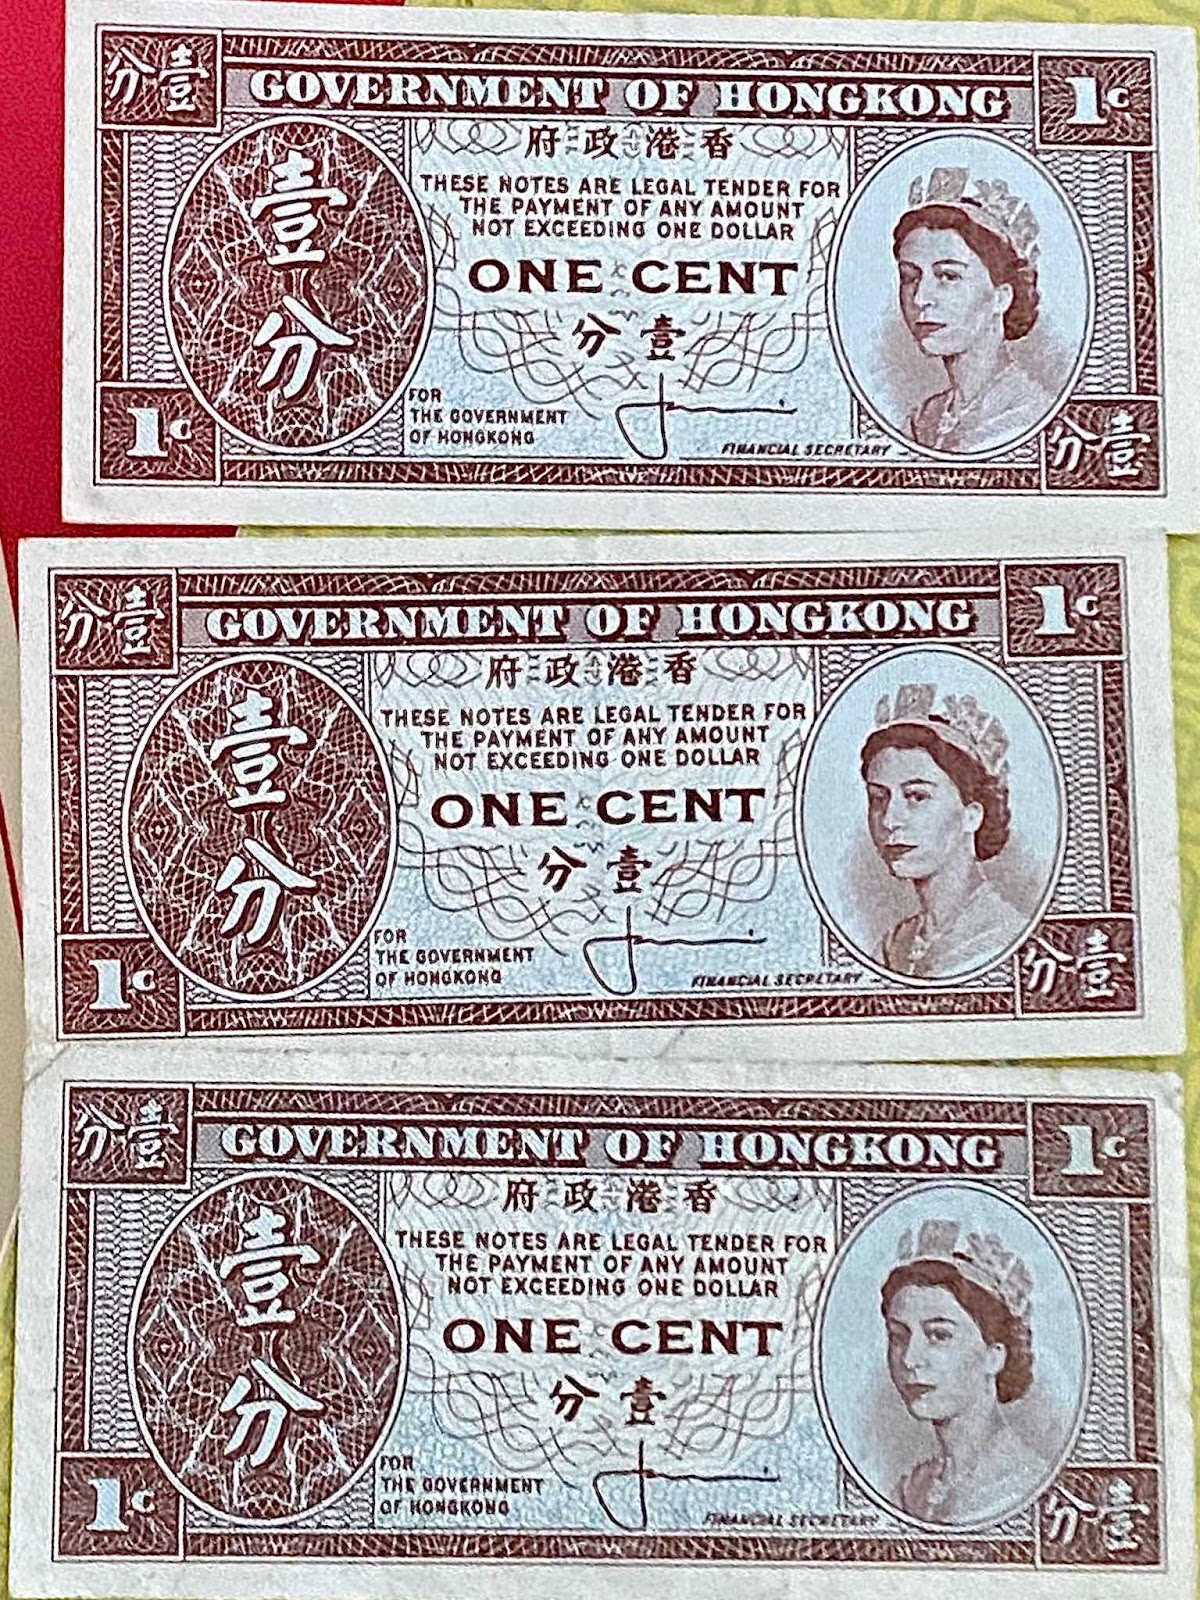 分壹 GOVERNMENT OF HONGKONG 1c
府政港香
壹分
THESE NOTES ARE LEGAL TENDER FOR
THE PAYMENT OF ANY AMOUNT
NOT EXCEEDING ONE DOLLAR
ONE CENT
分壹
FOR
THE GOVERNMENT
OF HONGKONG
FINANCIAL SECRETARY
1c
分壹
分壹 GOVERNMENT OF HONGKONG 1c
府政港香
壹分
THESE NOTES ARE LEGAL TENDER FOR
THE PAYMENT OF ANY AMOUNT
NOT EXCEEDING ONE DOLLAR
ONE CENT
分壹
FOR
THE GOVERNMENT
OF HONGKONG
FINANCIAL SECRETARY
1c
分壹
分壹 GOVERNMENT OF HONGKONG 1c
府政港香
壹分
THESE NOTES ARE LEGAL TENDER FOR
THE PAYMENT OF ANY AMOUNT
NOT EXCEEDING ONE DOLLAR
ONE CENT
分壹
FOR
THE GOVERNMENT
OF HONGKONG
FINANCIAL SECRETARY
1c
分壹